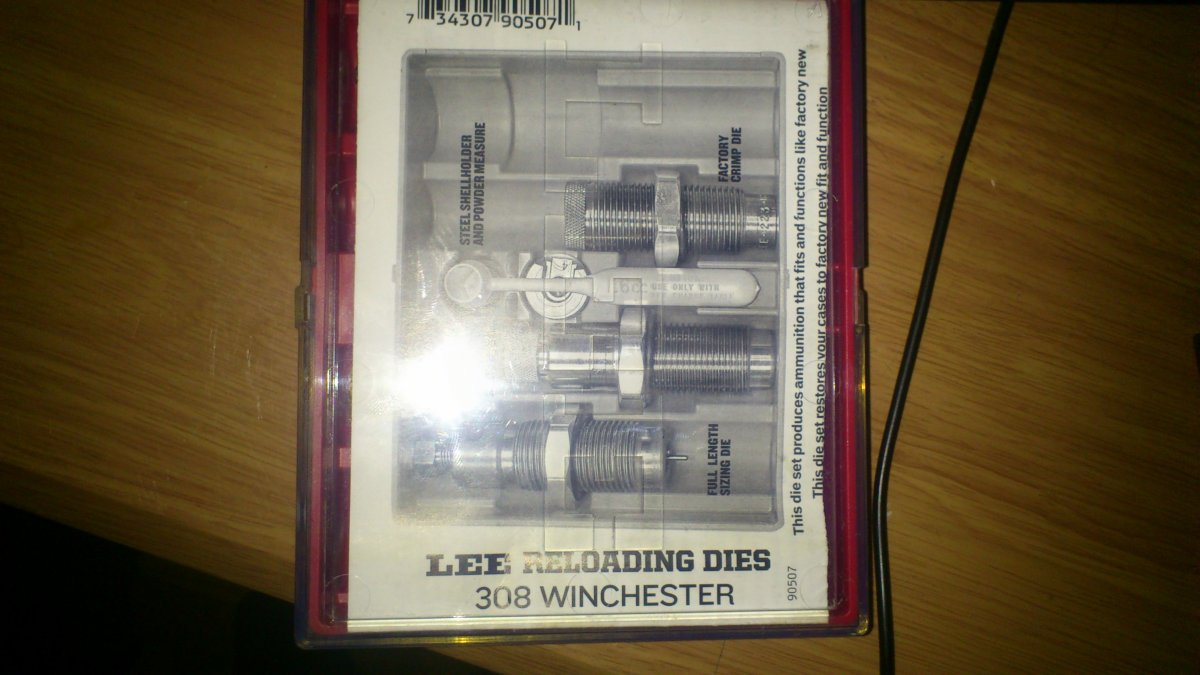 7 34307 90507 1
STEEL SHELLHOLDER
AND POWDER MEASURE
FACTORY
CRIMP DIE
USE ONLY WITH
FULL LENGTH
SIZING DIE
This die set produces ammunition that fits and functions like factory new
This die set restores your cases to factory new fit and function
LEE RELOADING DIES
308 WINCHESTER
90507